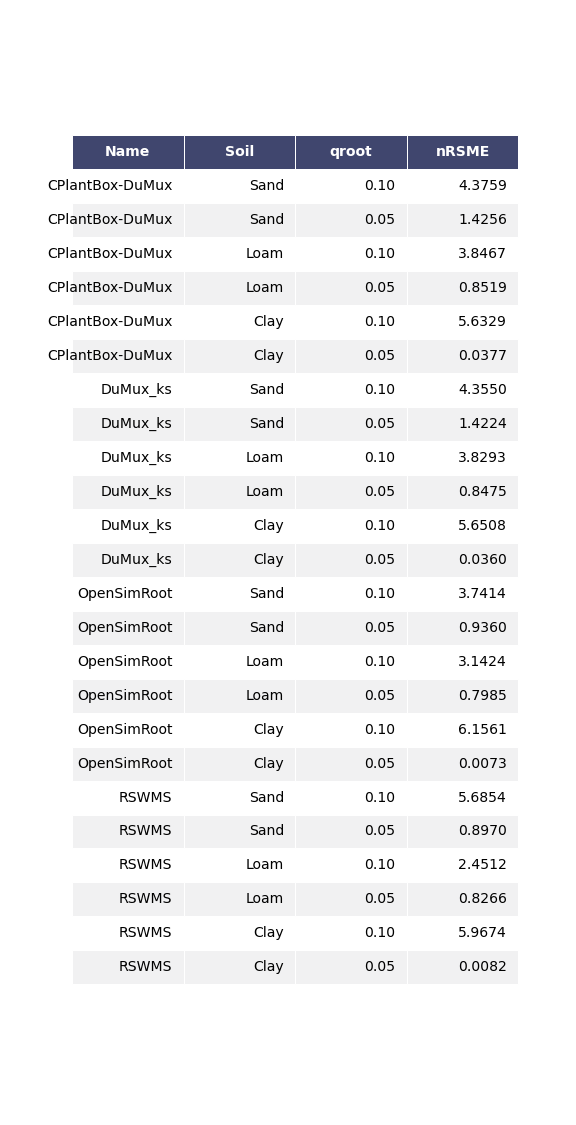 Name Soil qroot nRSME
CPlantBox-DuMux Sand 0.10 4.3759
CPlantBox-DuMux Sand 0.05 1.4256
CPlantBox-DuMux Loam 0.10 3.8467
CPlantBox-DuMux Loam 0.05 0.8519
CPlantBox-DuMux Clay 0.10 5.6329
CPlantBox-DuMux Clay 0.05 0.0377
DuMux_ks Sand 0.10 4.3550
DuMux_ks Sand 0.05 1.4224
DuMux_ks Loam 0.10 3.8293
DuMux_ks Loam 0.05 0.8475
DuMux_ks Clay 0.10 5.6508
DuMux_ks Clay 0.05 0.0360
OpenSimRoot Sand 0.10 3.7414
OpenSimRoot Sand 0.05 0.9360
OpenSimRoot Loam 0.10 3.1424
OpenSimRoot Loam 0.05 0.7985
OpenSimRoot Clay 0.10 6.1561
OpenSimRoot Clay 0.05 0.0073
RSWMS Sand 0.10 5.6854
RSWMS Sand 0.05 0.8970
RSWMS Loam 0.10 2.4512
RSWMS Loam 0.05 0.8266
RSWMS Clay 0.10 5.9674
RSWMS Clay 0.05 0.0082